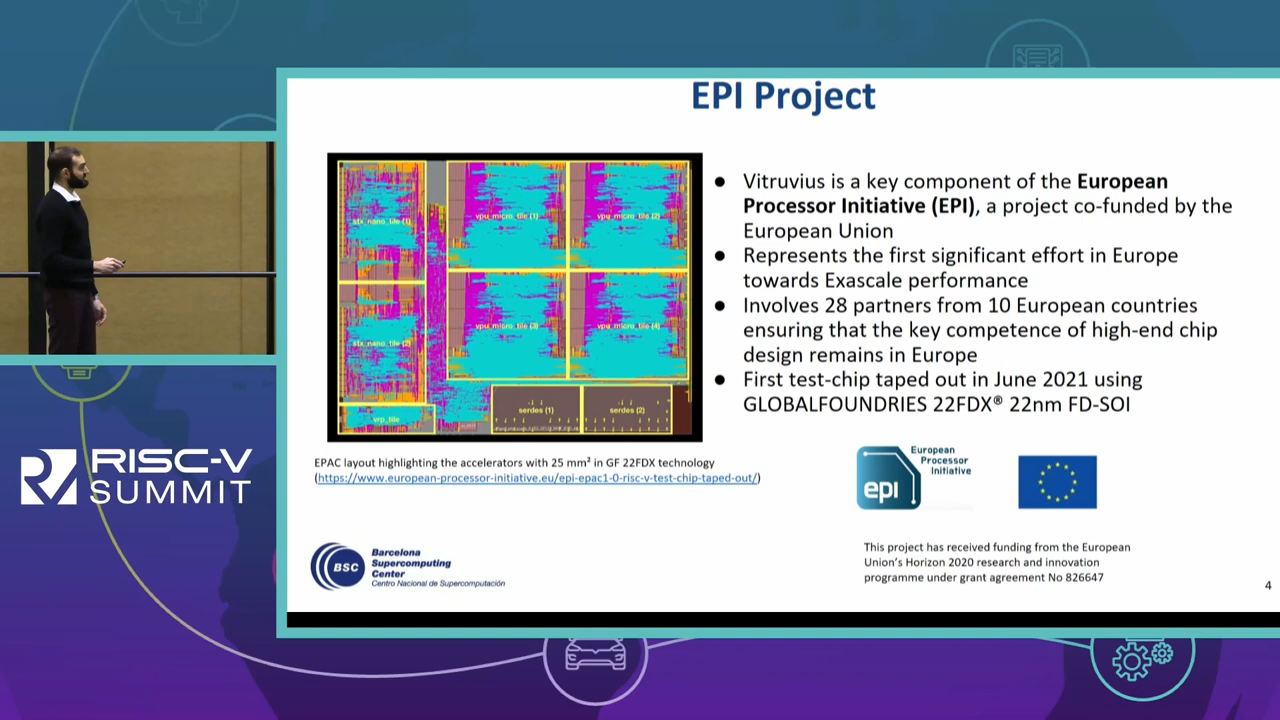 EPI Project
stx_nano_tile (1)
vpu_micro_tile (1)
vpu_micro_tile (2)
stx_nano_tile (2)
vpu_micro_tile (3)
vpu_micro_tile (4)
vrp_tile
serdes (1)
serdes (2)
EPAC layout highlighting the accelerators with 25 mm² in GF 22FDX technology
(https://www.european-processor-initiative.eu/epi-epac1-0-risc-v-test-chip-taped-out/)
● Vitruvius is a key component of the European
Processor Initiative (EPI), a project co-funded by the
European Union
● Represents the first significant effort in Europe
towards Exascale performance
● Involves 28 partners from 10 European countries
ensuring that the key competence of high-end chip
design remains in Europe
● First test-chip taped out in June 2021 using
GLOBALFOUNDRIES 22FDX® 22nm FD-SOI
epi
European
Processor
Initiative
RISC-V
SUMMIT
BSC
Barcelona
Supercomputing
Center
Centro Nacional de Supercomputación
This project has received funding from the European
Union's Horizon 2020 research and innovation
programme under grant agreement No 826647
4